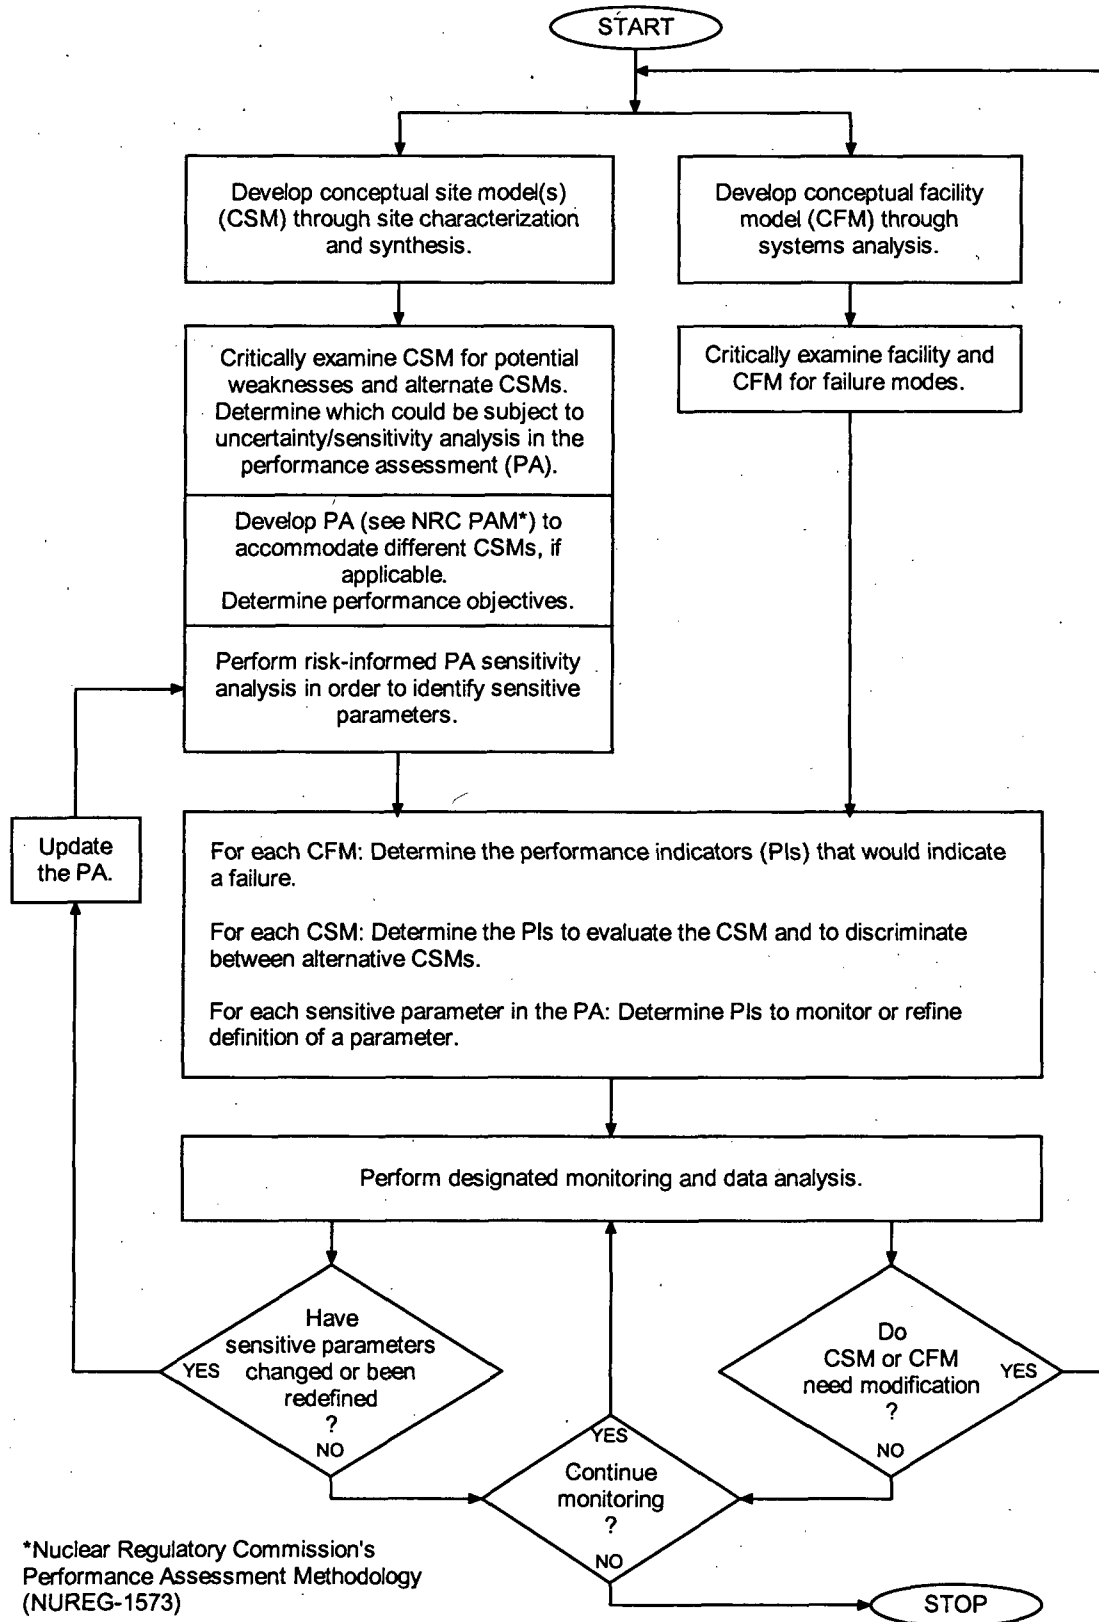 START
Develop conceptual site model(s)
(CSM) through site characterization
and synthesis.
Develop conceptual facility
model (CFM) through
systems analysis.
Critically examine CSM for potential
weaknesses and alternate CSMs.
Determine which could be subject to
uncertainty/sensitivity analysis in the
performance assessment (PA).
Critically examine facility and
CFM for failure modes.
Develop PA (see NRC PAM*) to
accommodate different CSMs, if
applicable.
Determine performance objectives.
Perform risk-informed PA sensitivity
analysis in order to identify sensitive
parameters.
Update
the PA.
For each CFM: Determine the performance indicators (PIs) that would indicate
a failure.
For each CSM: Determine the PIs to evaluate the CSM and to discriminate
between alternative CSMs.
For each sensitive parameter in the PA: Determine PIs to monitor or refine
definition of a parameter.
Perform designated monitoring and data analysis.
Have
sensitive parameters
changed or been
redefined
?
YES
NO
Do
CSM or CFM
need modification
?
YES
NO
YES
Continue
monitoring
?
NO
STOP
*Nuclear Regulatory Commission's
Performance Assessment Methodology
(NUREG-1573)